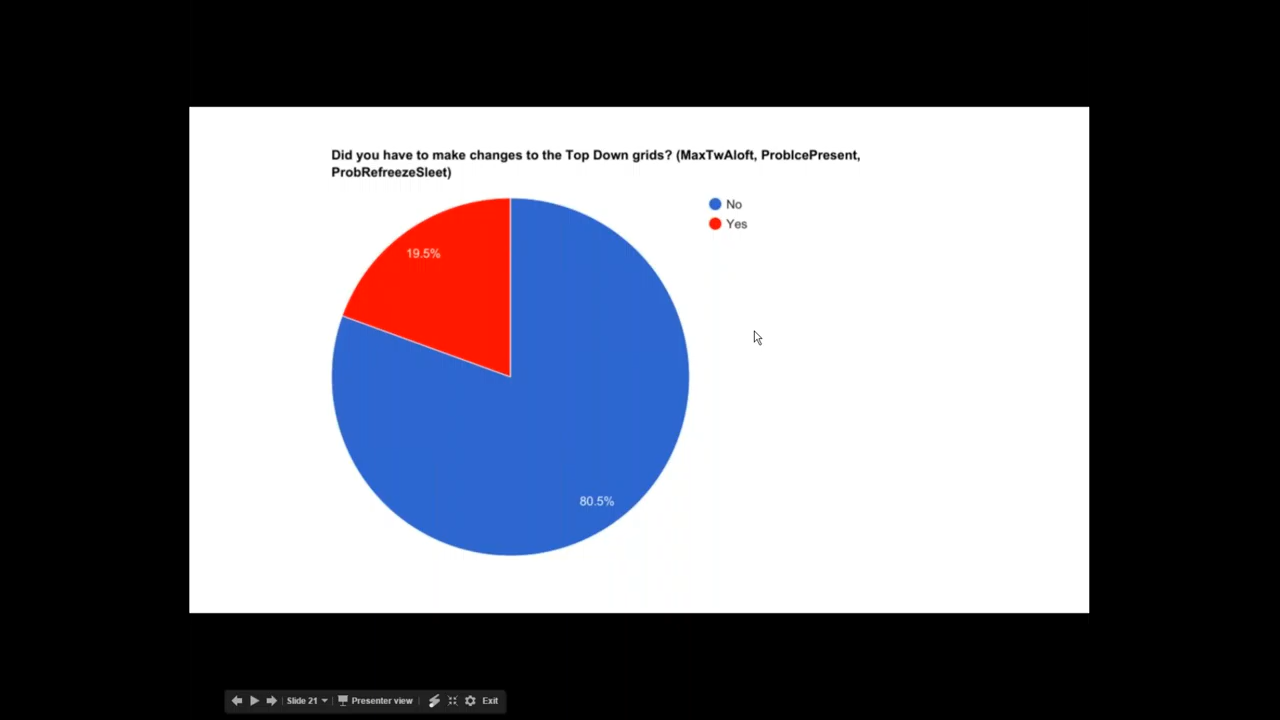 Did you have to make changes to the Top Down grids? (MaxTwAloft, ProbIcePresent,
ProbRefreezeSleet)
No
Yes
19.5%
80.5%
Slide 21
Presenter view
Exit